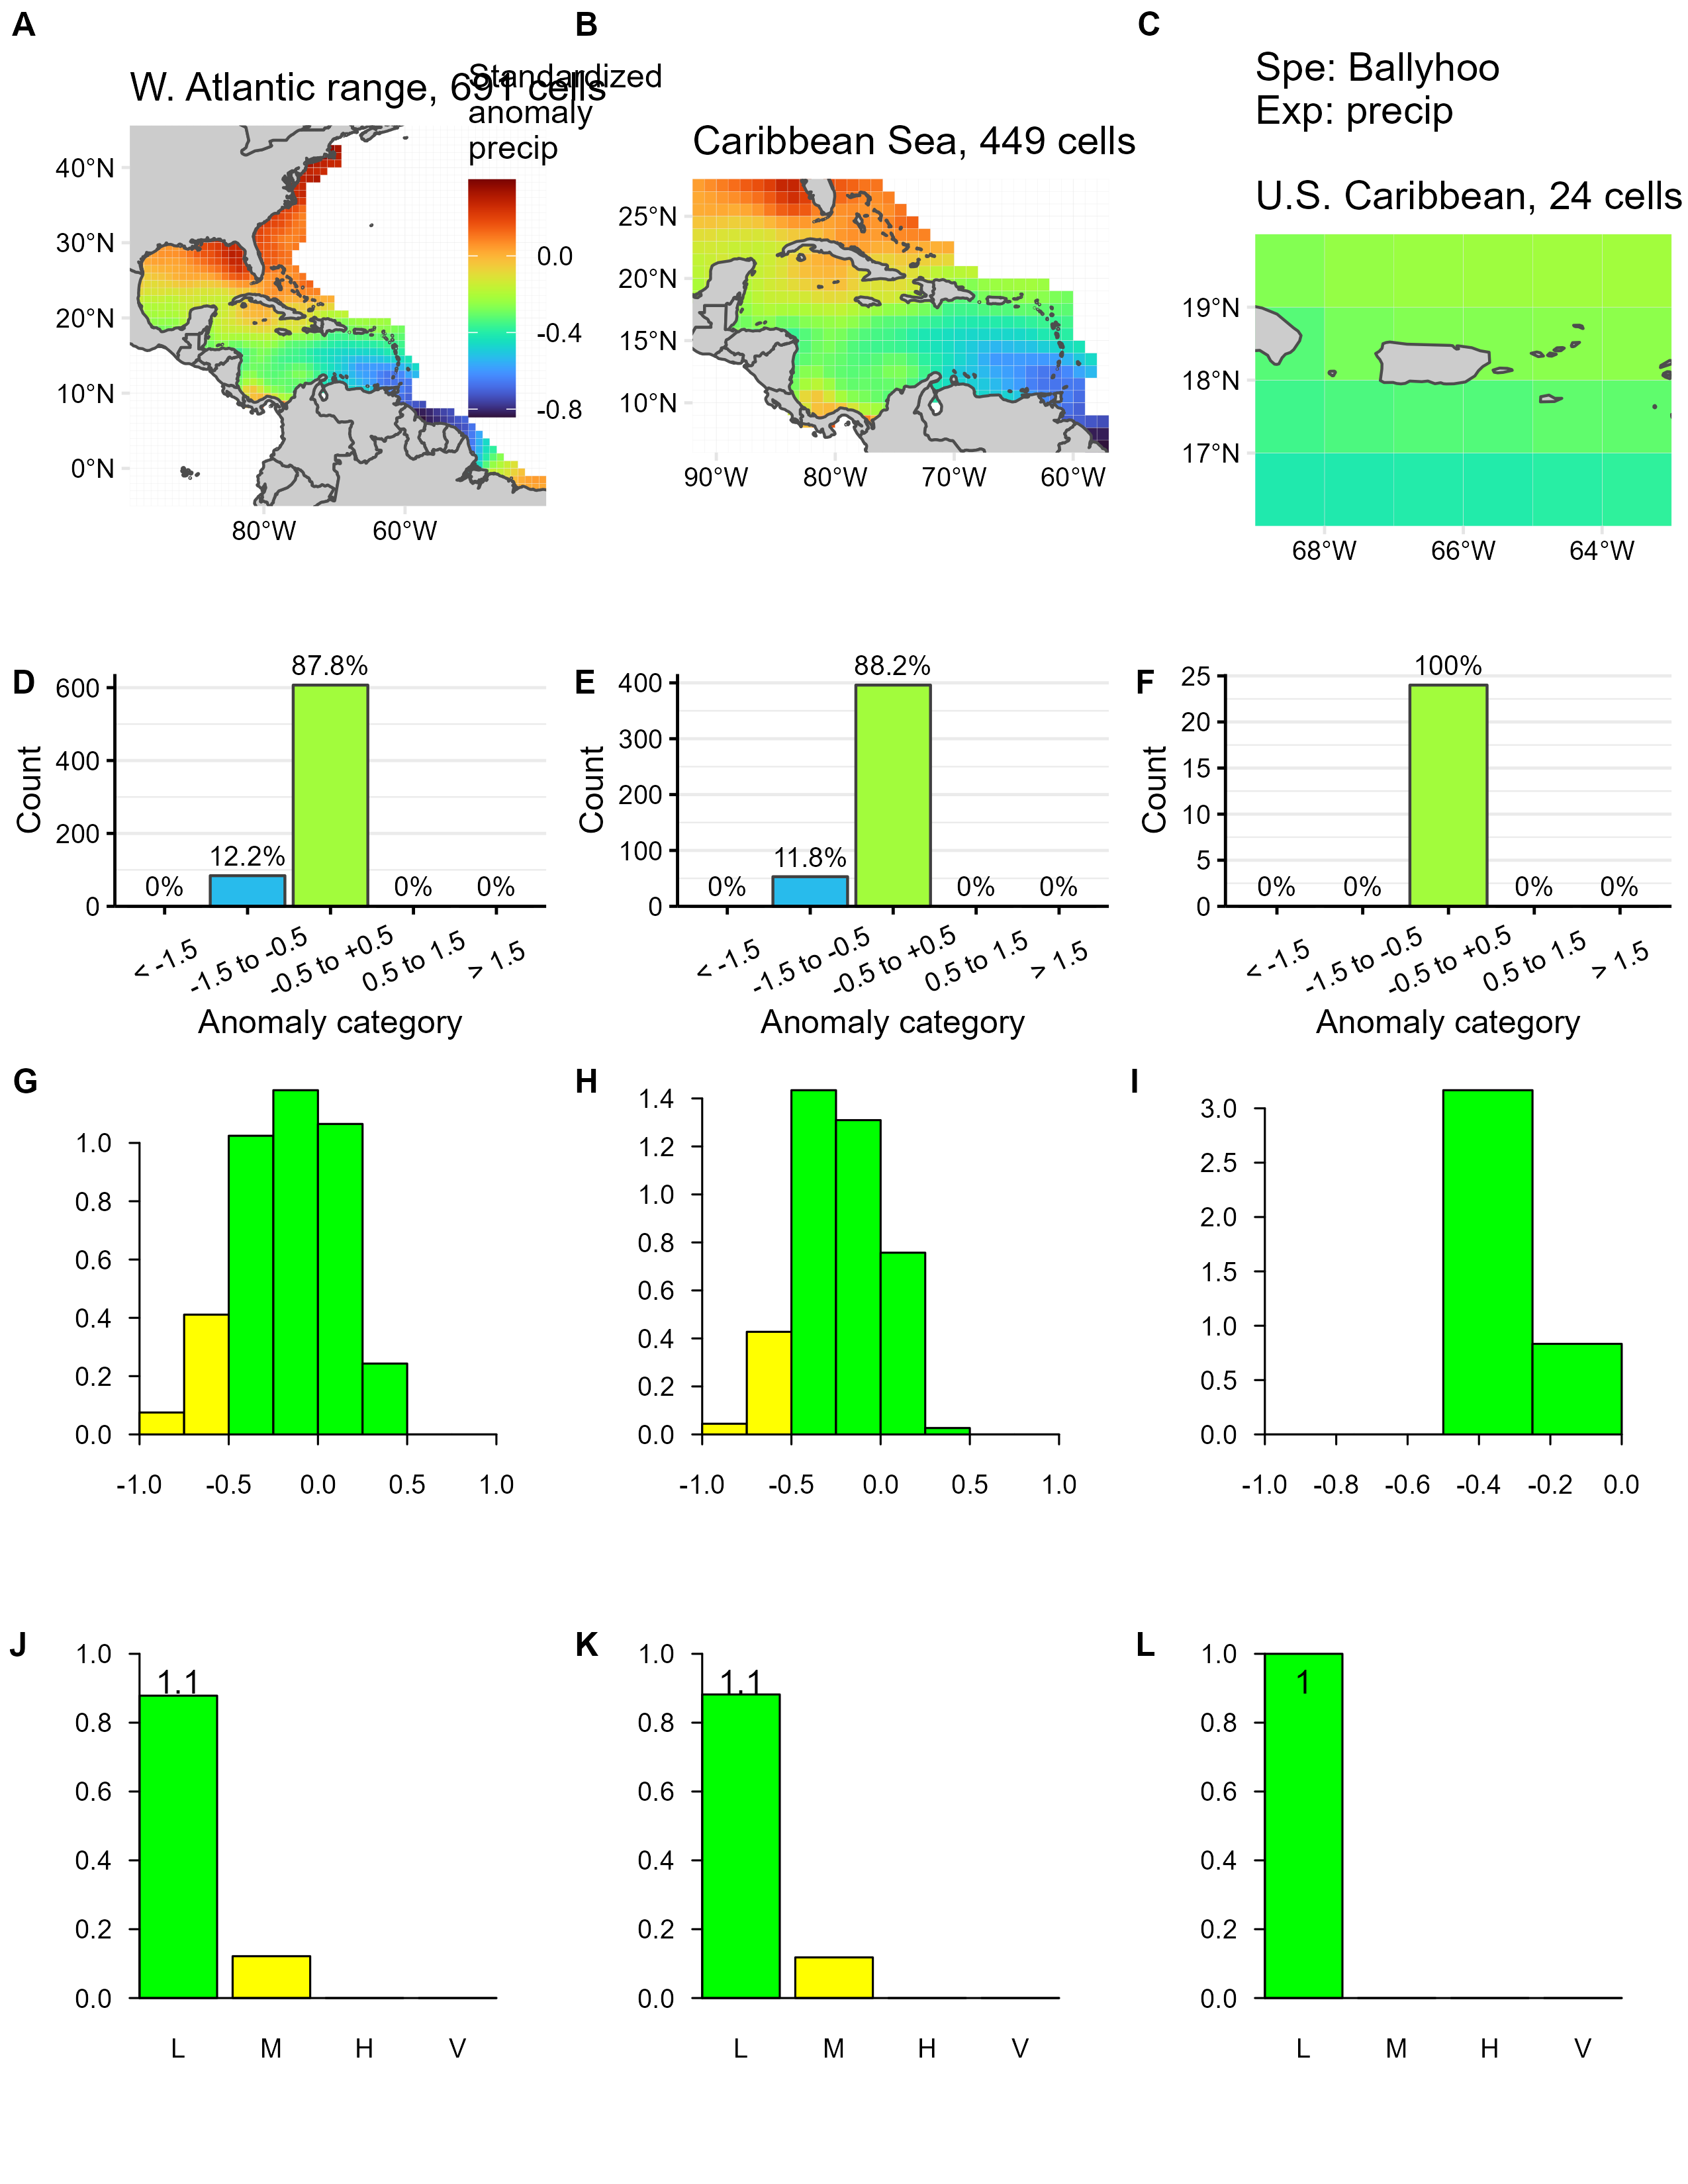 A
B
C
W. Atlantic range, 691 cells
Standardized
anomaly
precip
0.0
-0.4
-0.8
40°N
30°N
20°N
10°N
0°N
80°W 60°W
Caribbean Sea, 449 cells
25°N
20°N
15°N
10°N
90°W 80°W 70°W 60°W
Spe: Ballyhoo
Exp: precip
U.S. Caribbean, 24 cells
19°N
18°N
17°N
68°W 66°W 64°W
D
Count
600
400
200
0
0% 12.2% 87.8% 0% 0%
< -1.5 -1.5 to -0.5 -0.5 to +0.5 0.5 to 1.5 > 1.5
Anomaly category
E
Count
400
300
200
100
0
0% 11.8% 88.2% 0% 0%
< -1.5 -1.5 to -0.5 -0.5 to +0.5 0.5 to 1.5 > 1.5
Anomaly category
F
Count
25
20
15
10
5
0
0% 0% 100% 0% 0%
< -1.5 -1.5 to -0.5 -0.5 to +0.5 0.5 to 1.5 > 1.5
Anomaly category
G
1.0
0.8
0.6
0.4
0.2
0.0
-1.0 -0.5 0.0 0.5 1.0
H
1.4
1.2
1.0
0.8
0.6
0.4
0.2
0.0
-1.0 -0.5 0.0 0.5 1.0
I
3.0
2.5
2.0
1.5
1.0
0.5
0.0
-1.0 -0.8 -0.6 -0.4 -0.2 0.0
J
1.0
0.8
0.6
0.4
0.2
0.0
1.1
L M H V
K
1.0
0.8
0.6
0.4
0.2
0.0
1.1
L M H V
L
1.0
0.8
0.6
0.4
0.2
0.0
1
L M H V